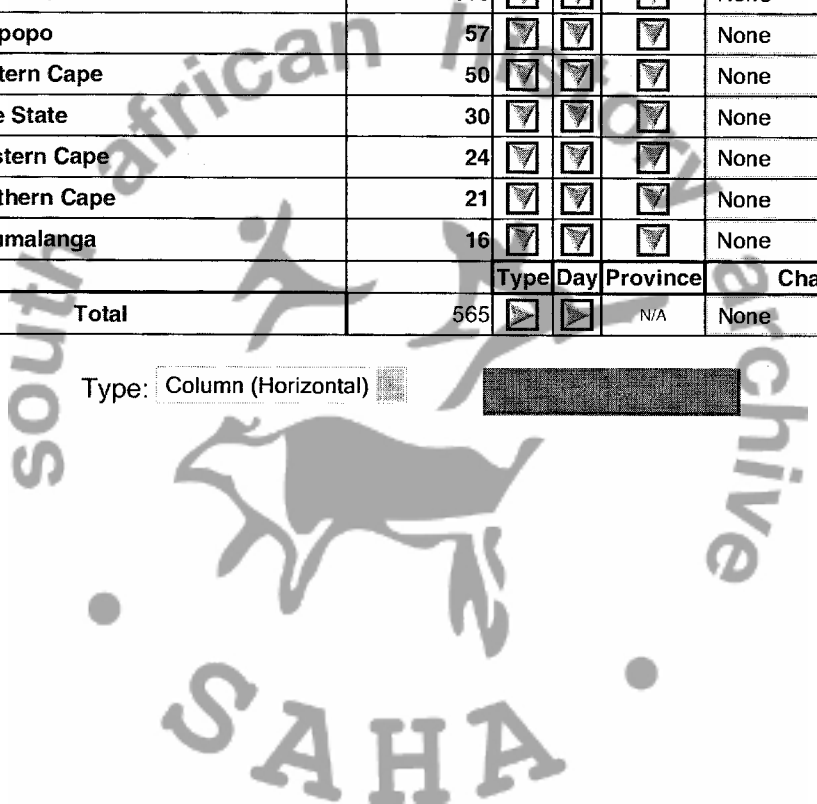 popo 57 None
tern Cape 50 None
e State 30 None
stern Cape 24 None
thern Cape 21 None
malanga 16 None
Type Day Province Cha
Total 565 N/A None
Type: Column (Horizontal)
south african history archive
SAHA